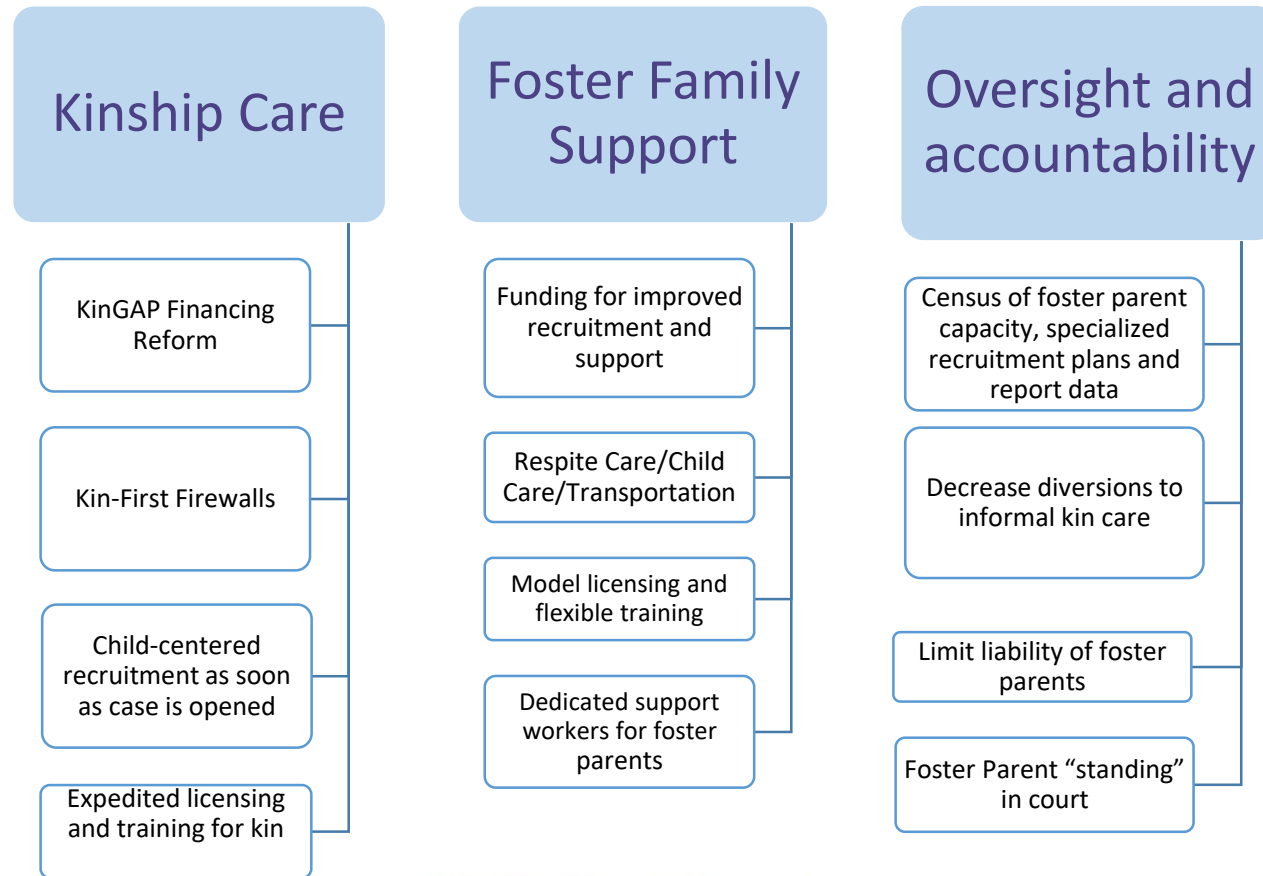 Kinship Care
KinGAP Financing
Reform
Kin-First Firewalls
Child-centered
recruitment as soon
as case is opened
Expedited licensing
and training for kin
Foster Family
Support
Funding for improved
recruitment and
support
Respite Care/Child
Care/Transportation
Model licensing and
flexible training
Dedicated support
workers for foster
parents
Oversight and
accountability
Census of foster parent
capacity, specialized
recruitment plans and
report data
Decrease diversions to
informal kin care
Limit liability of foster
parents
Foster Parent “standing”
in court